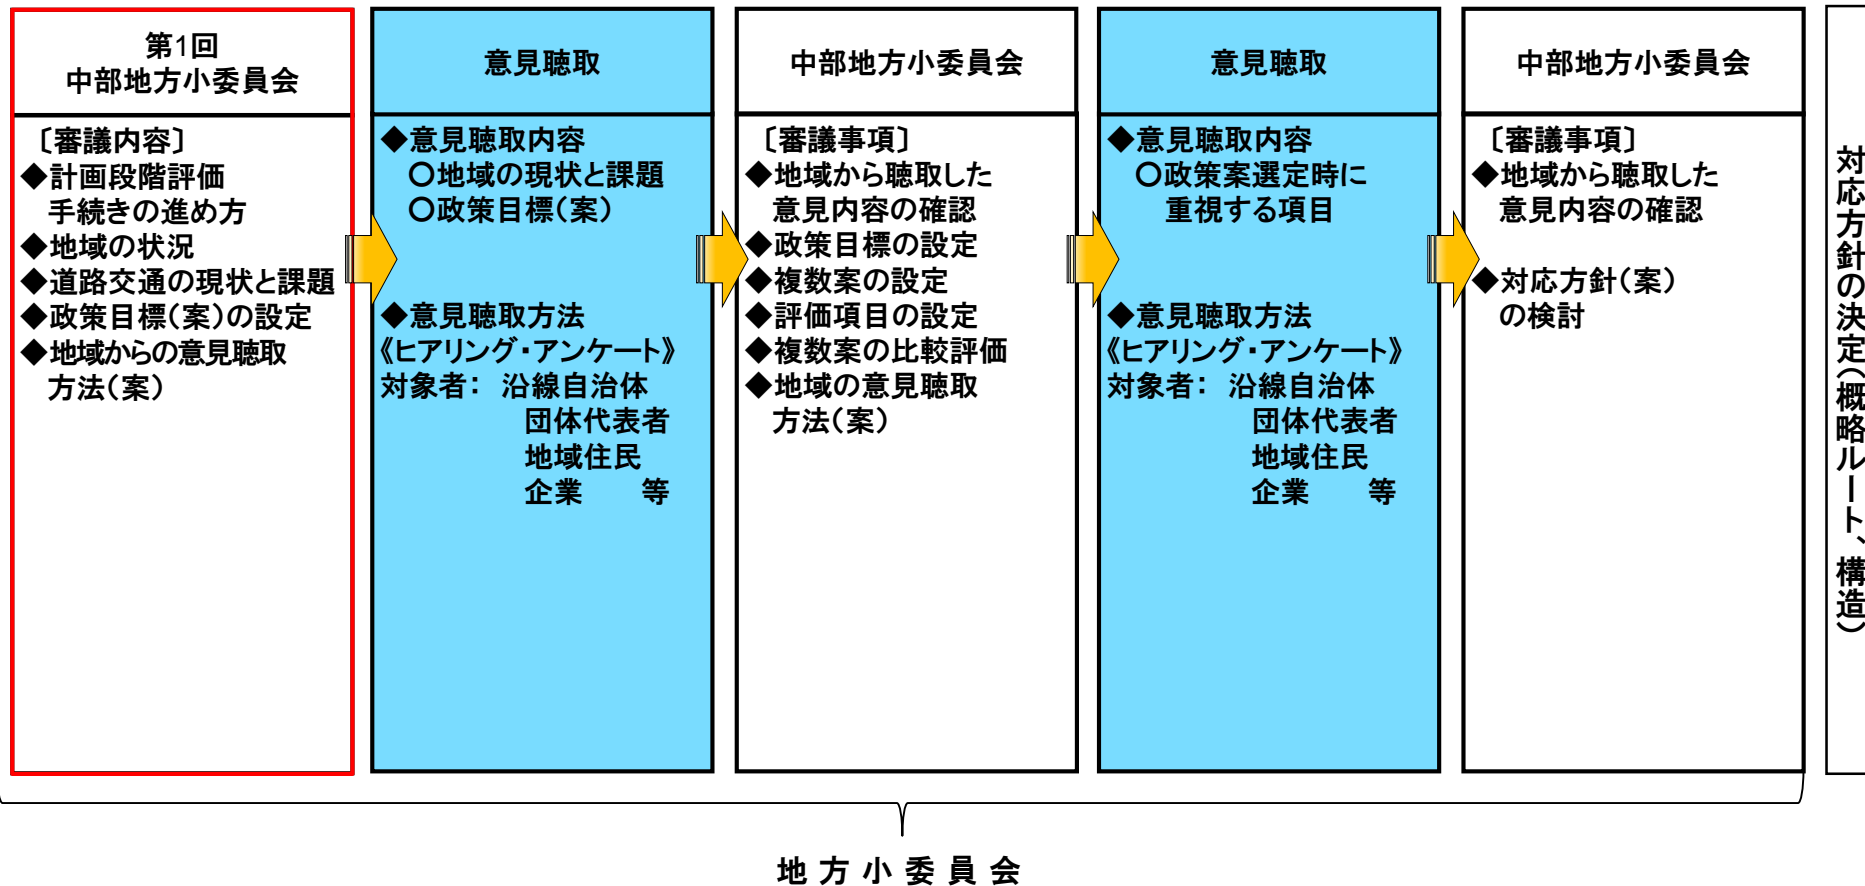 第1回
中部地方小委員会
〔審議内容〕
◆計画段階評価
手続きの進め方
◆地域の状況
◆道路交通の現状と課題
◆政策目標(案)の設定
◆地域からの意見聴取
方法(案)
意見聴取
◆意見聴取内容
○地域の現状と課題
○政策目標(案)
◆意見聴取方法
《ヒアリング・アンケート》
対象者： 沿線自治体
団体代表者
地域住民
企業　　等
中部地方小委員会
〔審議事項〕
◆地域から聴取した
意見内容の確認
◆政策目標の設定
◆複数案の設定
◆評価項目の設定
◆複数案の比較評価
◆地域の意見聴取
方法(案)
意見聴取
◆意見聴取内容
○政策案選定時に
重視する項目
◆意見聴取方法
《ヒアリング・アンケート》
対象者： 沿線自治体
団体代表者
地域住民
企業　　等
中部地方小委員会
〔審議事項〕
◆地域から聴取した
意見内容の確認
◆対応方針(案)
の検討
対応方針の決定(概略ルート、構造)
地方小委員会